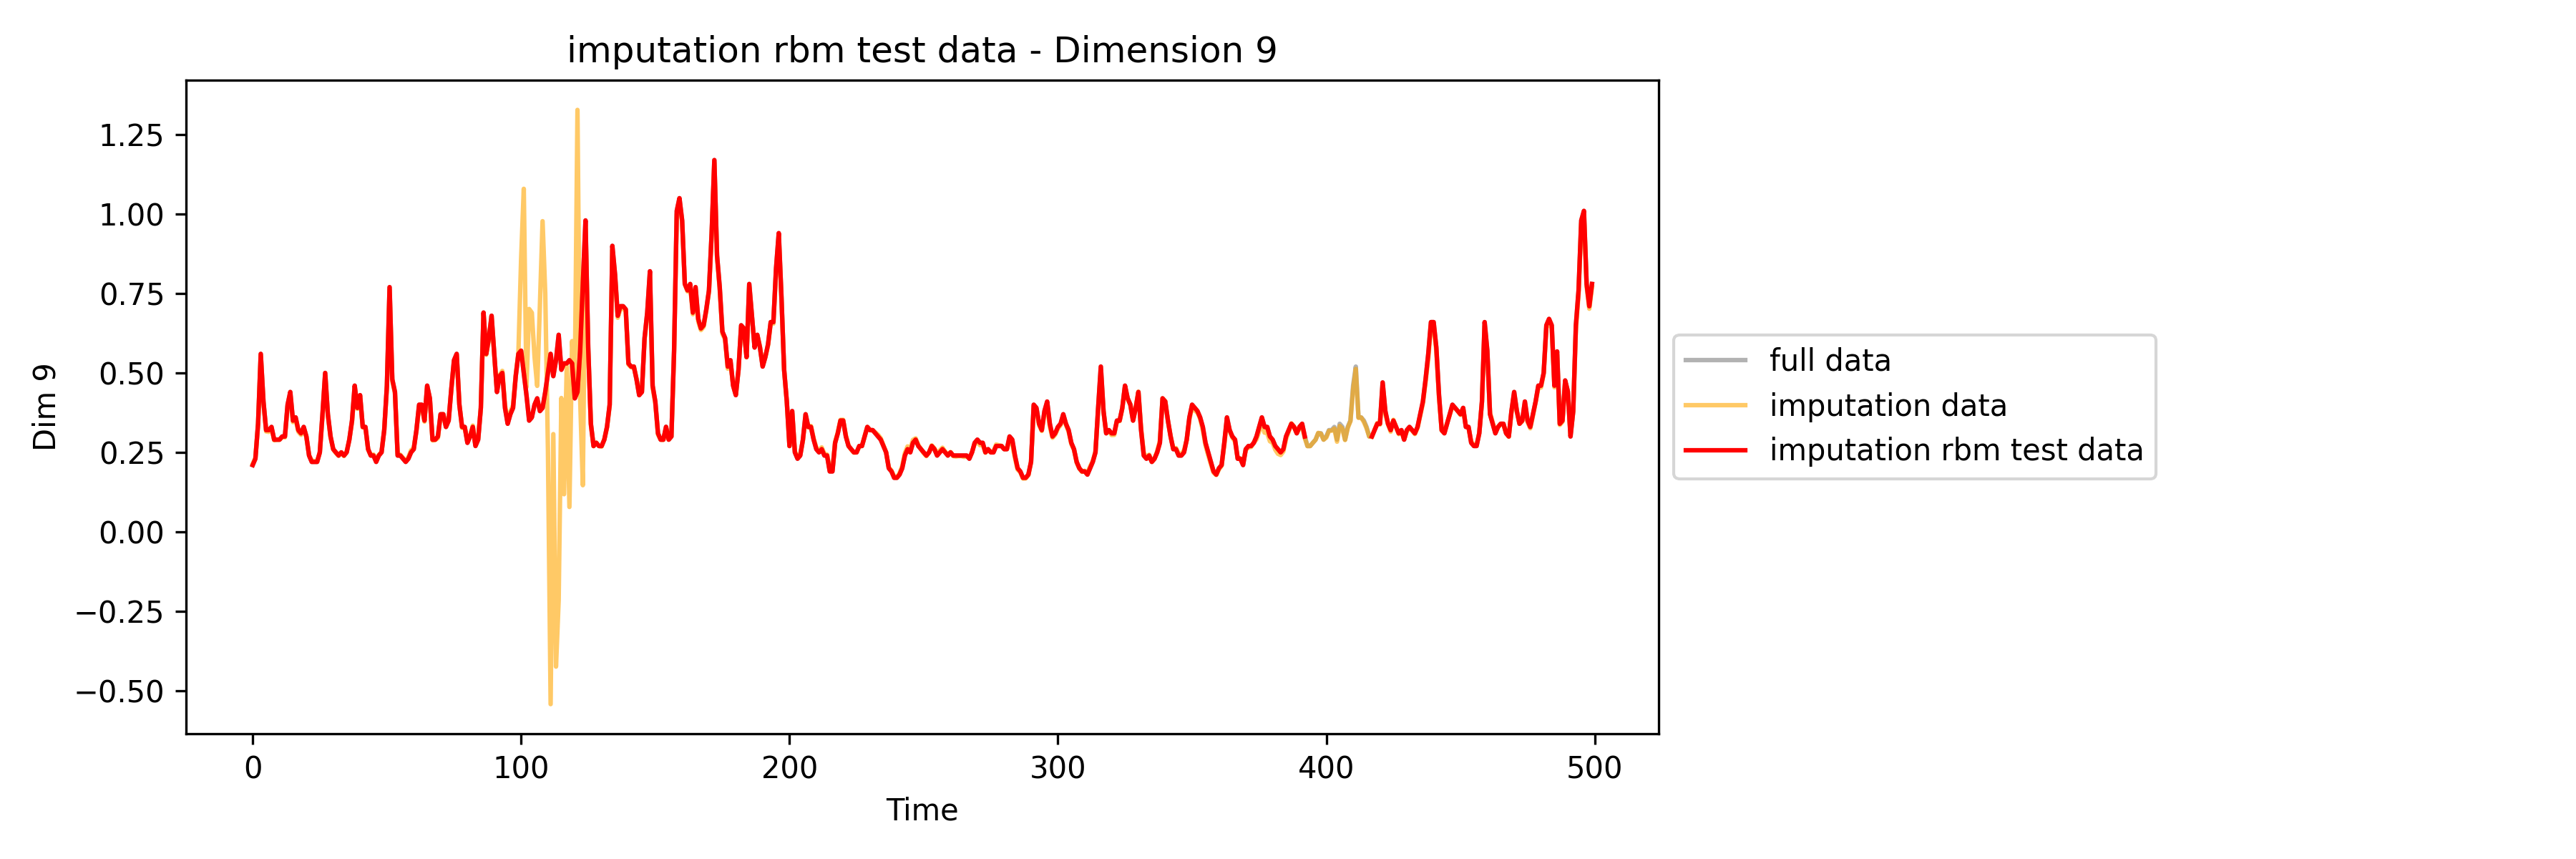 imputation rbm test data - Dimension 9
1.25
1.00
0.75
0.50
0.25
0.00
−0.25
−0.50
Dim 9
0 100 200 300 400 500
Time
full data
imputation data
imputation rbm test data